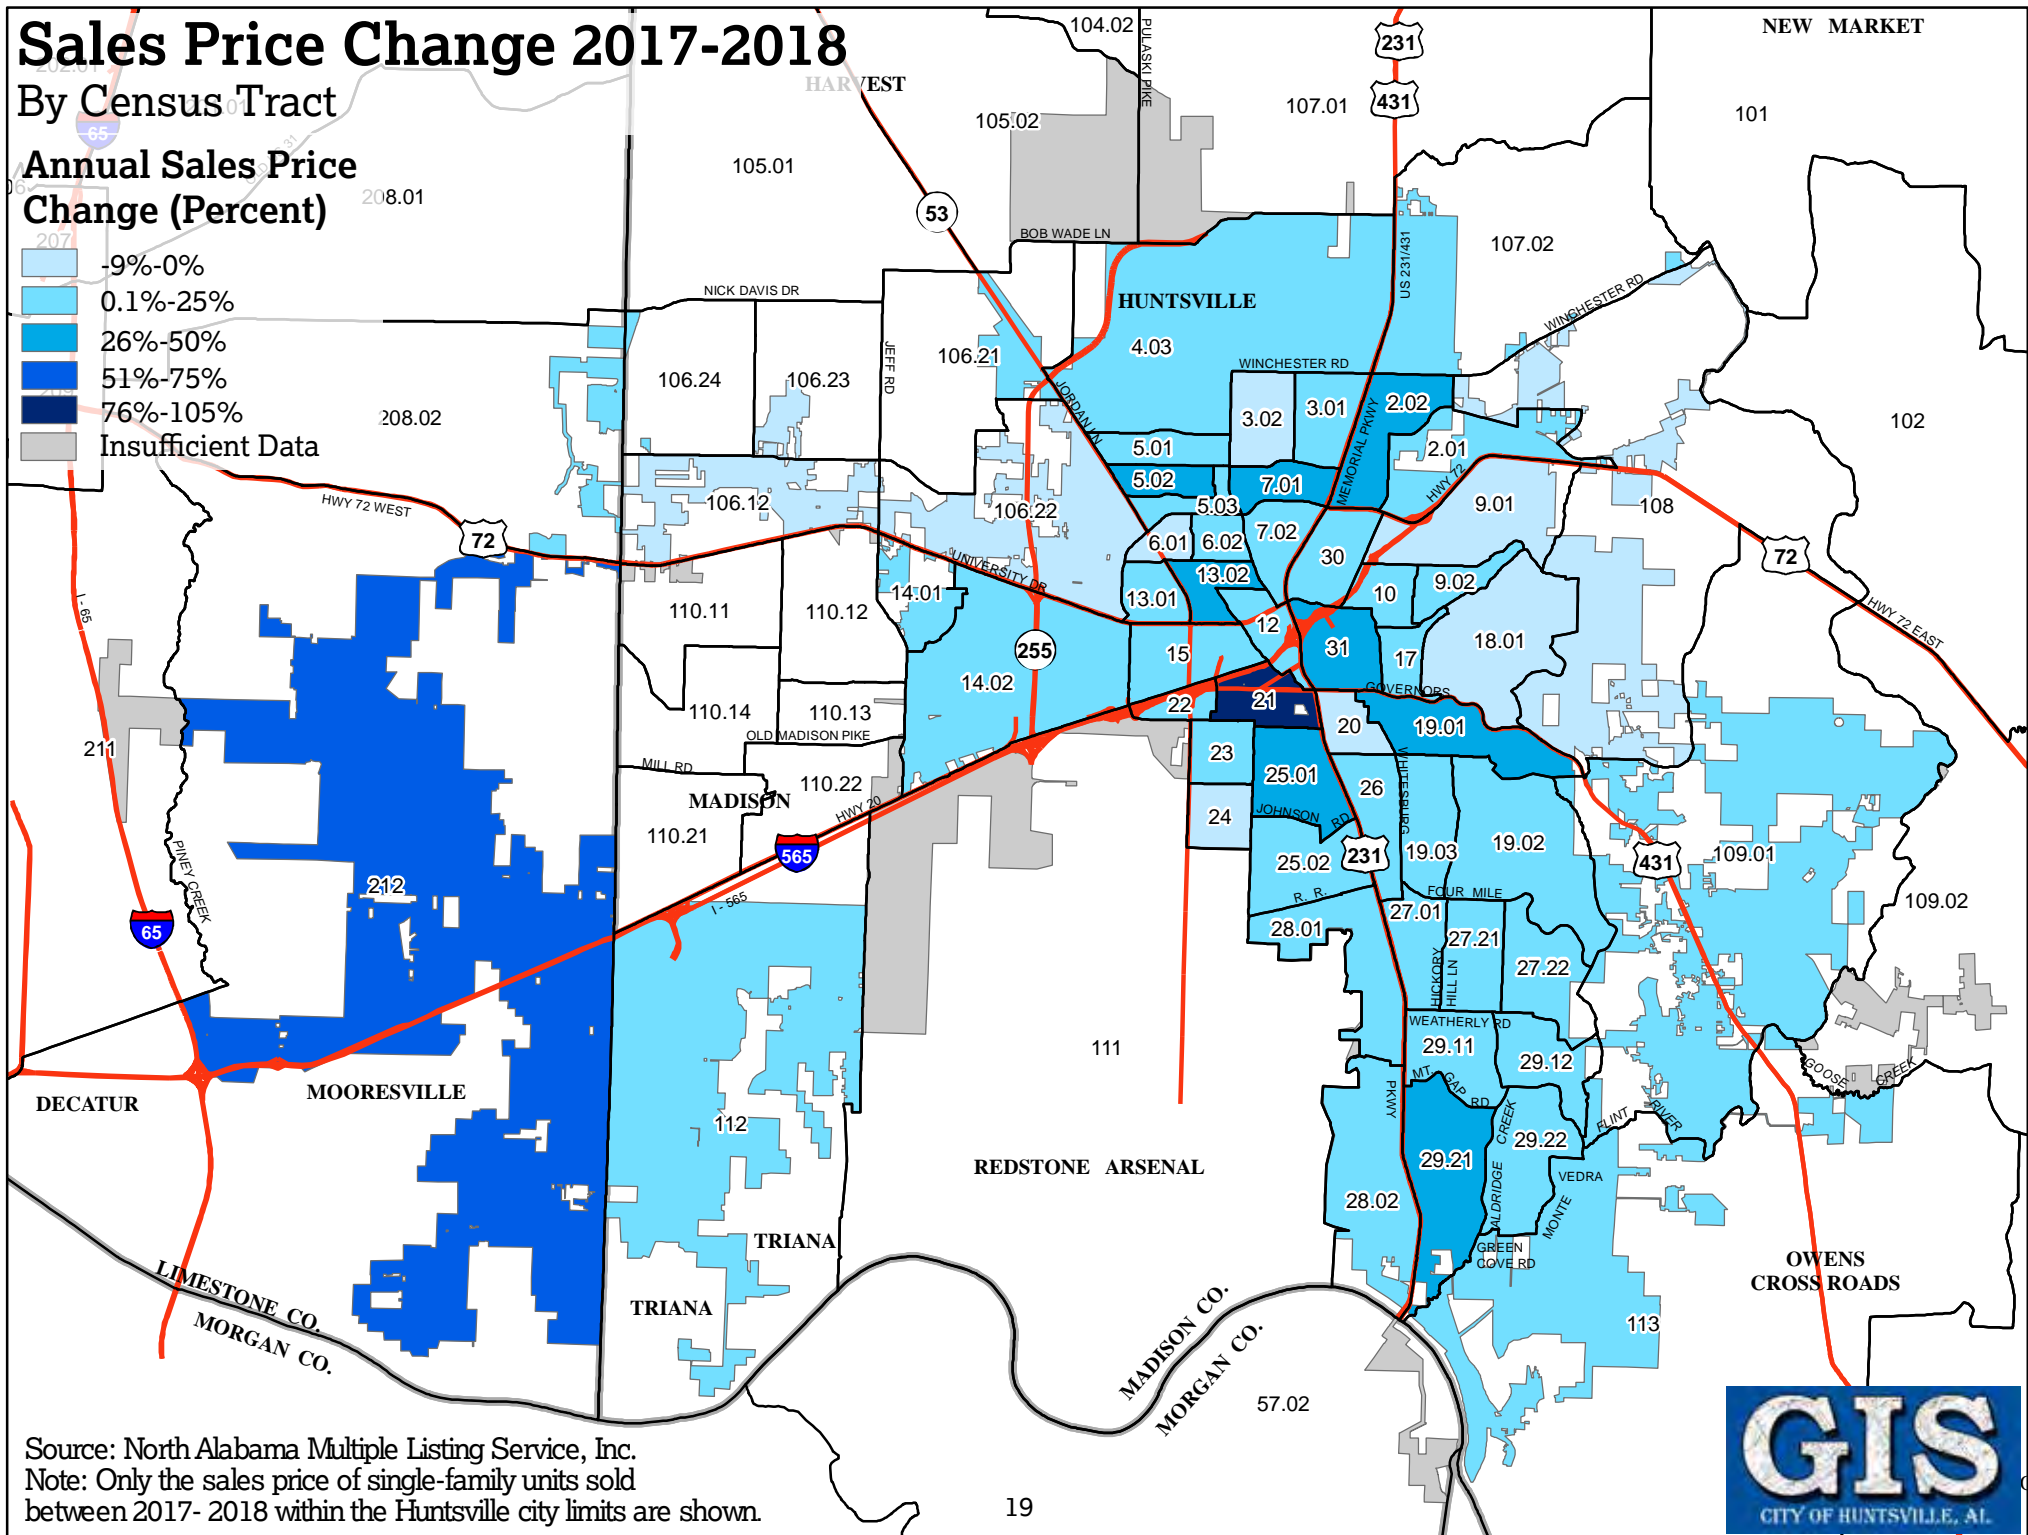 Sales Price Change 2017-2018
By Census Tract
Annual Sales Price
Change (Percent)
-9%-0%
0.1%-25%
26%-50%
51%-75%
76%-105%
Insufficient Data
HARVEST
NEW MARKET
104.02
PULASKI PIKE
231
431
107.01
101
105.02
105.01
202.01
65
208.01
207
53
BOB WADE LN
US 231/431
107.02
WINCHESTER RD
NICK DAVIS DR
HUNTSVILLE
4.03
106.21
JEFF RD
106.24
106.23
208.02
WINCHESTER RD
JORDAN LN
3.02
3.01
2.02
MEMORIAL PKWY
2.01
102
5.01
5.02
7.01
HWY 72
HWY 72 WEST
72
106.12
106.22
5.03
9.01
108
6.01
6.02
7.02
30
72
UNIVERSITY DR
I - 65
14.01
13.02
13.01
10
9.02
HWY 72 EAST
110.11
110.12
12
255
15
31
17
18.01
14.02
GOVERNORS
110.14
110.13
22
21
20
19.01
OLD MADISON PIKE
211
MILL RD
23
WHITESBURG
110.22
MADISON
HWY 20
25.01
26
24
JOHNSON RD
110.21
565
PINEY CREEK
231
19.03
19.02
431
109.01
25.02
212
I - 565
R. R.
FOUR MILE
109.02
65
28.01
27.01
27.21
27.22
HICKORY
HILL LN
WEATHERLY RD
111
29.11
29.12
MT. GAP RD
GOOSE CREEK
DECATUR
MOORESVILLE
PKWY
112
FLINT RIVER
29.22
ALDRIDGE CREEK
REDSTONE ARSENAL
29.21
VEDRA
MONTE
28.02
TRIANA
GREEN
COVE RD
OWENS
CROSS ROADS
LIMESTONE CO.
MORGAN CO.
TRIANA
MADISON CO.
MORGAN CO.
113
57.02
19
Source: North Alabama Multiple Listing Service, Inc.
Note: Only the sales price of single-family units sold
between 2017- 2018 within the Huntsville city limits are shown.
GIS
CITY OF HUNTSVILLE, AL